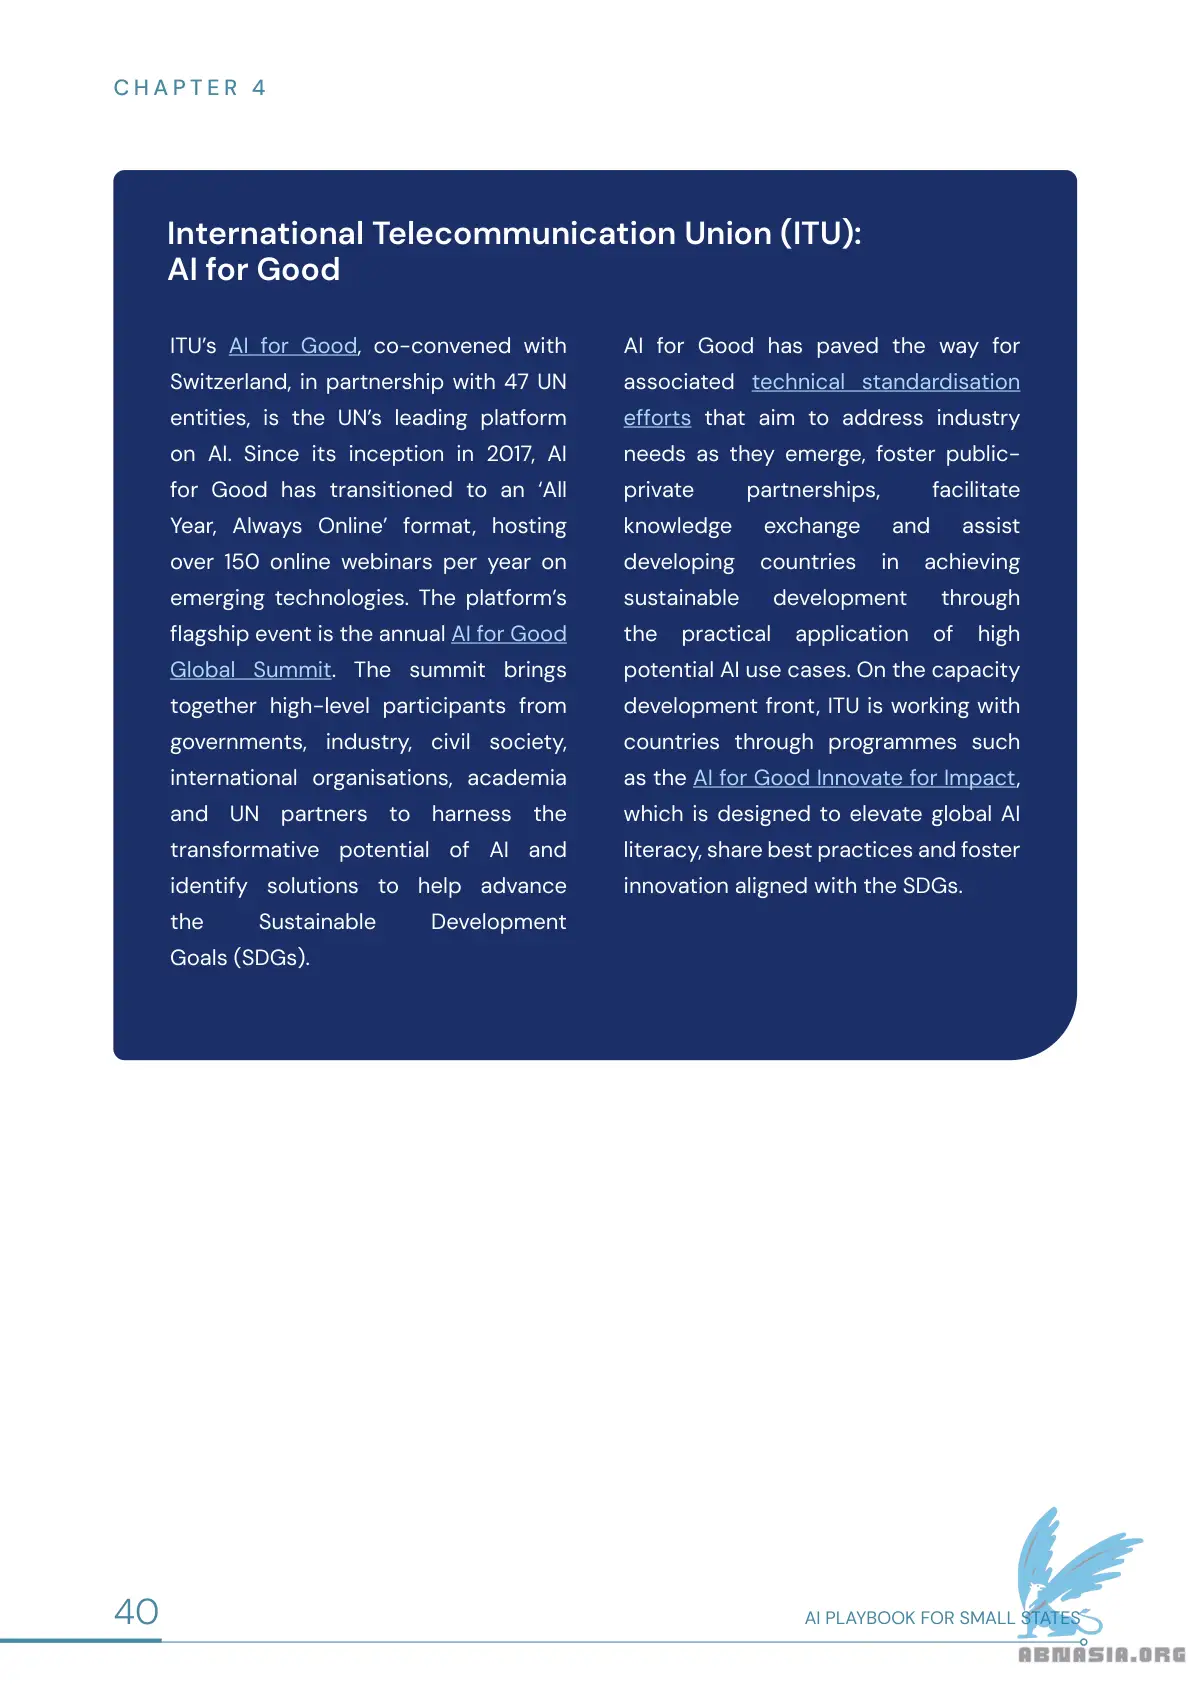 CHAPTER 4
International Telecommunication Union (ITU):
AI for Good
ITU’s AI for Good, co-convened with
Switzerland, in partnership with 47 UN
entities, is the UN’s leading platform
on AI. Since its inception in 2017, AI
for Good has transitioned to an ‘All
Year, Always Online’ format, hosting
over 150 online webinars per year on
emerging technologies. The platform’s
flagship event is the annual AI for Good
Global Summit. The summit brings
together high-level participants from
governments, industry, civil society,
international organisations, academia
and UN partners to harness the
transformative potential of AI and
identify solutions to help advance
the Sustainable Development
Goals (SDGs).
AI for Good has paved the way for
associated technical standardisation
efforts that aim to address industry
needs as they emerge, foster public-
private partnerships, facilitate
knowledge exchange and assist
developing countries in achieving
sustainable development through
the practical application of high
potential AI use cases. On the capacity
development front, ITU is working with
countries through programmes such
as the AI for Good Innovate for Impact,
which is designed to elevate global AI
literacy, share best practices and foster
innovation aligned with the SDGs.
40
AI PLAYBOOK FOR SMALL STATES
ABNASIA.ORG